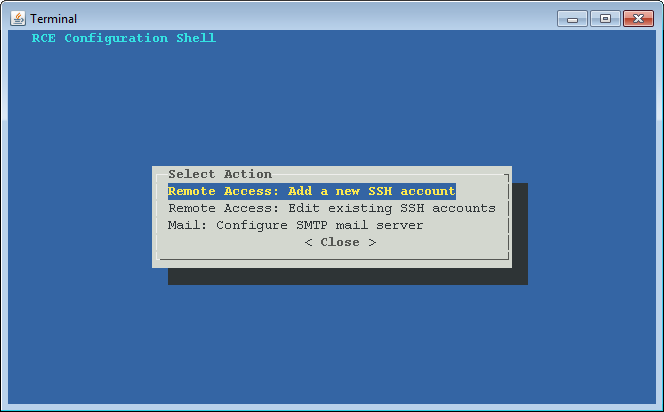 Terminal
RCE Configuration Shell
Select Action
Remote Access: Add a new SSH account
Remote Access: Edit existing SSH accounts
Mail: Configure SMTP mail server
< Close >